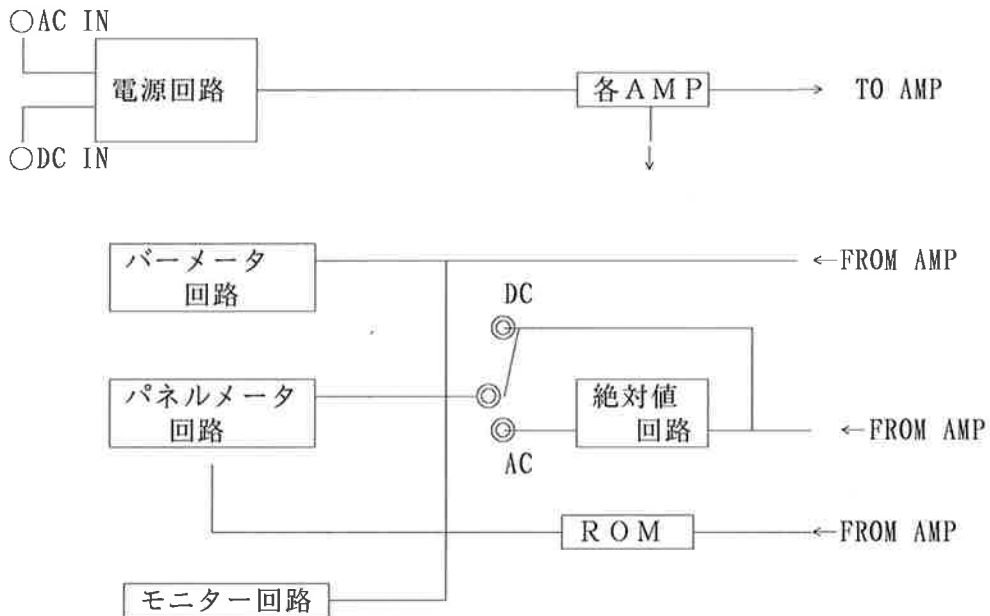 ○AC IN
電源回路
各AMP
→ TO AMP
○DC IN
バーメータ
回路
←FROM AMP
DC
パネルメータ
回路
絶対値
回路
←FROM AMP
AC
ROM
←FROM AMP
モニター回路